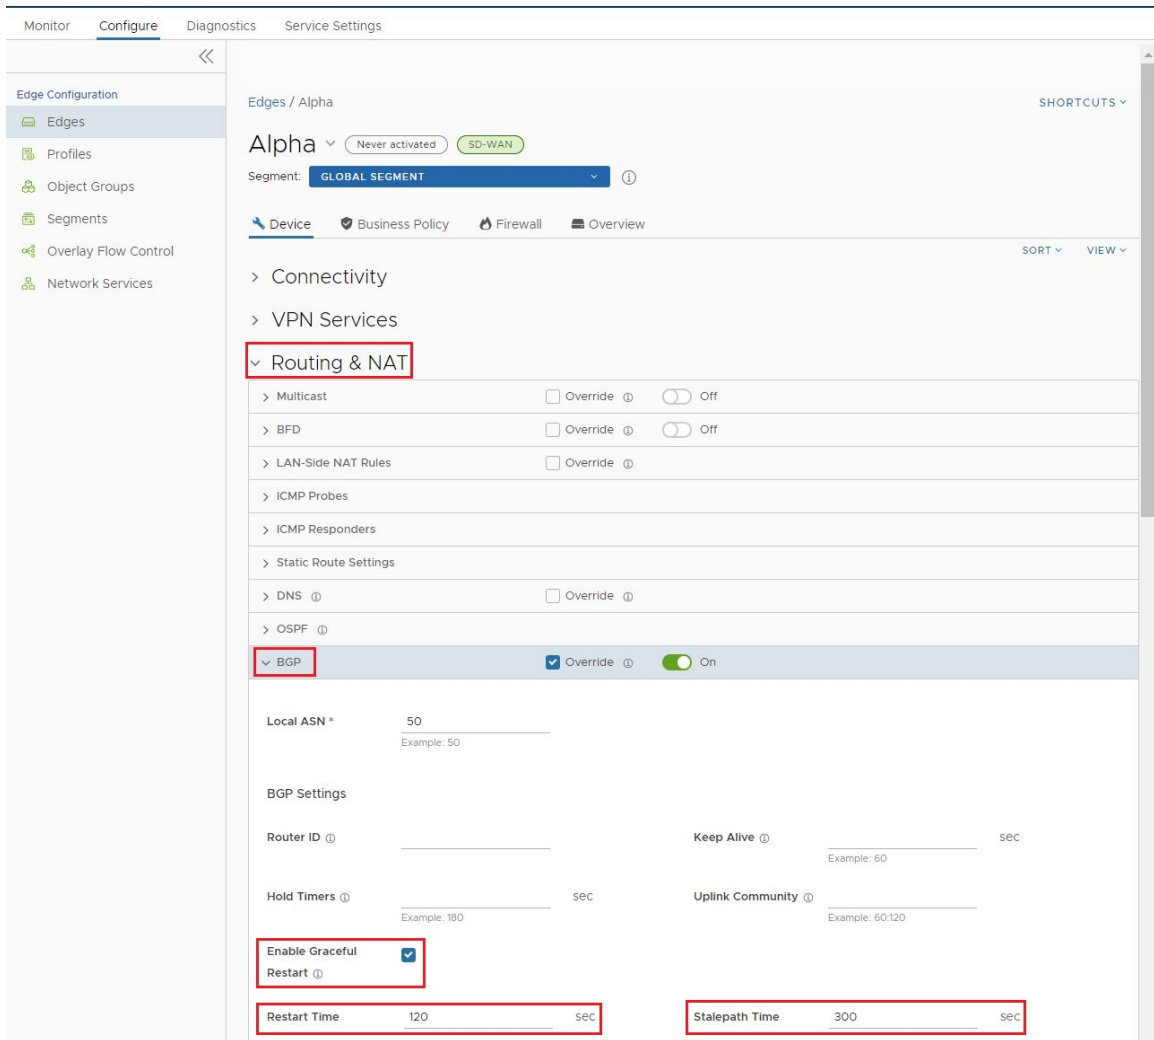 Monitor Configure Diagnostics Service Settings
Edge Configuration
Edges
Profiles
Object Groups
Segments
Overlay Flow Control
Network Services
Edges / Alpha SHORTCUTS
Alpha Never activated SD-WAN
Segment: GLOBAL SEGMENT
Device Business Policy Firewall Overview
SORT VIEW
Connectivity
VPN Services
Routing & NAT
Multicast Override Off
BFD Override Off
LAN-Side NAT Rules Override
ICMP Probes
ICMP Responders
Static Route Settings
DNS Override
OSPF
BGP Override On
Local ASN * 50
Example: 50
BGP Settings
Router ID Keep Alive sec
Example: 60
Hold Timers sec Uplink Community
Example: 180 Example: 60:120
Enable Graceful
Restart
Restart Time 120 sec Stalepath Time 300 sec